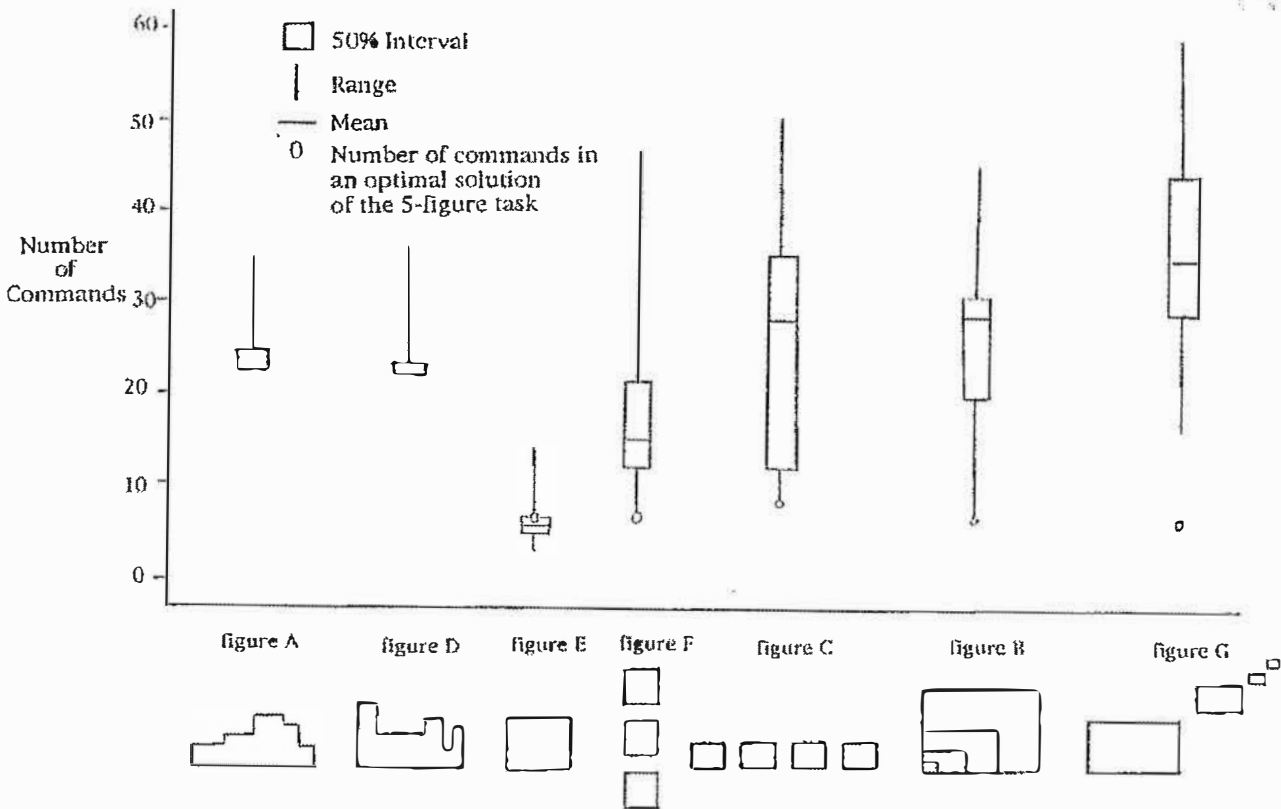 60
50
40
30
20
10
0
Number
of
Commands
50% Interval
Range
Mean
0 Number of commands in
an optimal solution
of the 5-figure task
figure A figure D figure E figure F figure C figure B figure G